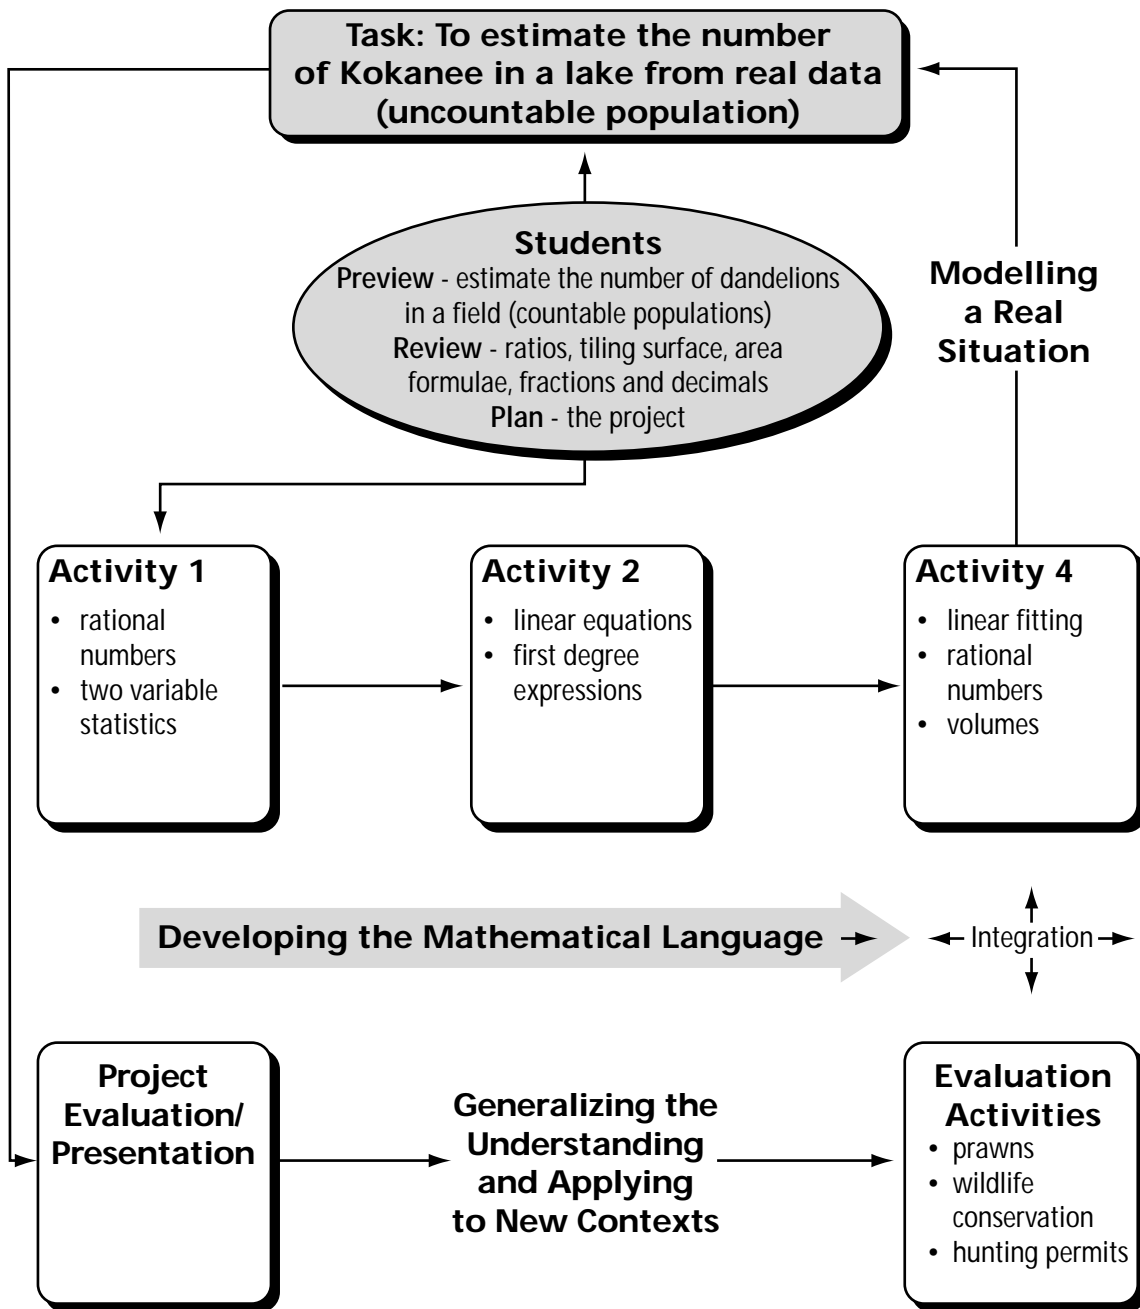 Task: To estimate the number
of Kokanee in a lake from real data
(uncountable population)
Students
Preview - estimate the number of dandelions
in a field (countable populations)
Review - ratios, tiling surface, area
formulae, fractions and decimals
Plan - the project
Modelling
a Real
Situation
Activity 1
• rational
numbers
• two variable
statistics
Activity 2
• linear equations
• first degree
expressions
Activity 4
• linear fitting
• rational
numbers
• volumes
Developing the Mathematical Language
Integration
Project
Evaluation/
Presentation
Generalizing the
Understanding
and Applying
to New Contexts
Evaluation
Activities
• prawns
• wildlife
conservation
• hunting permits